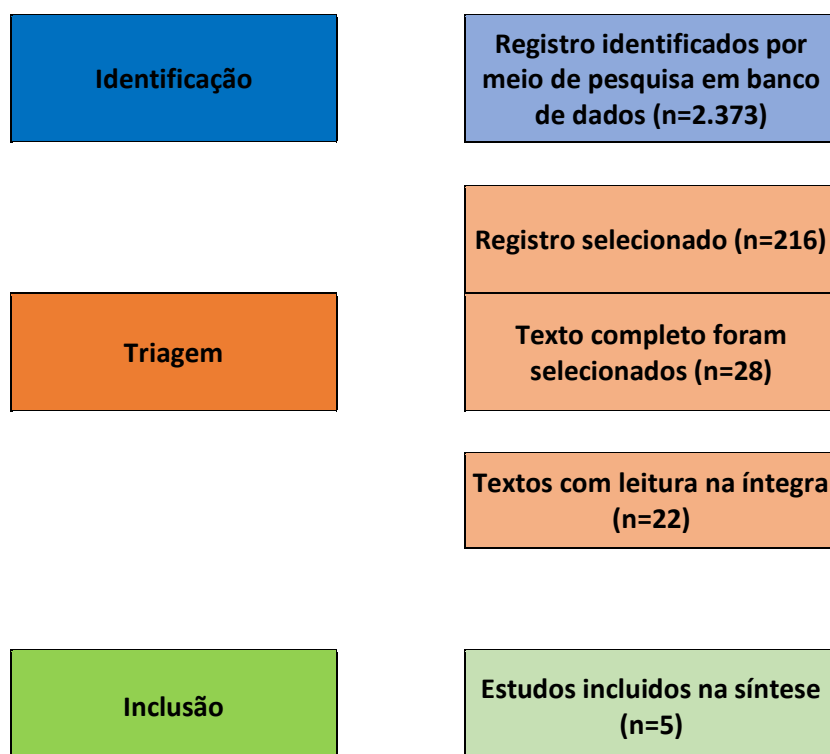 Identificação
Registro identificados por
meio de pesquisa em banco
de dados (n=2.373)
Registro selecionado (n=216)
Triagem
Texto completo foram
selecionados (n=28)
Textos com leitura na íntegra
(n=22)
Inclusão
Estudos incluidos na síntese
(n=5)